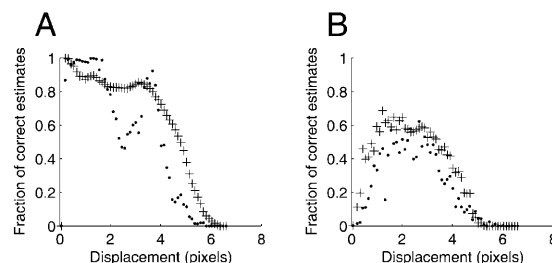 A
Fraction of correct estimates
1
0.8
0.6
0.4
0.2
0
0 2 4 6 8
Displacement (pixels)
B
Fraction of correct estimates
1
0.8
0.6
0.4
0.2
0
0 2 4 6 8
Displacement (pixels)